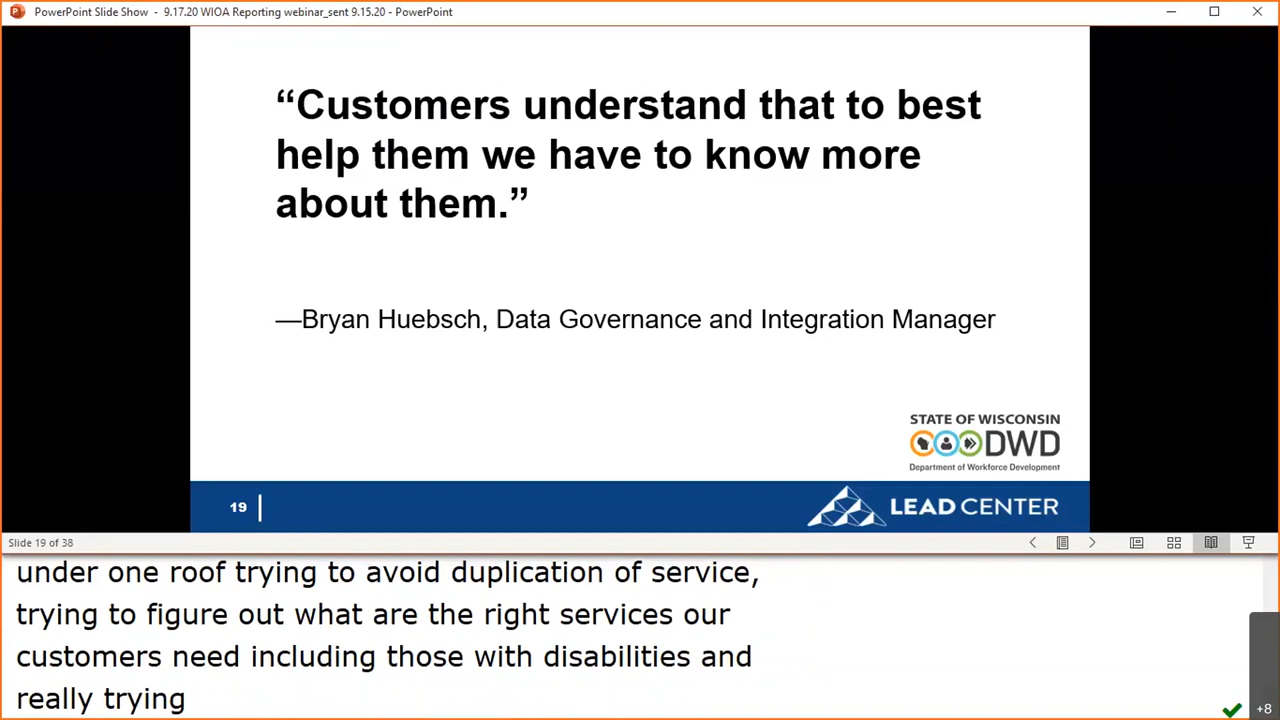 PowerPoint Slide Show - 9.17.20 WIOA Reporting webinar_sent 9.15.20 - PowerPoint
“Customers understand that to best
help them we have to know more
about them.”
—Bryan Huebsch, Data Governance and Integration Manager
STATE OF WISCONSIN
DWD
Department of Workforce Development
19
LEAD CENTER
Slide 19 of 38
under one roof trying to avoid duplication of service,
trying to figure out what are the right services our
customers need including those with disabilities and
really trying
+8